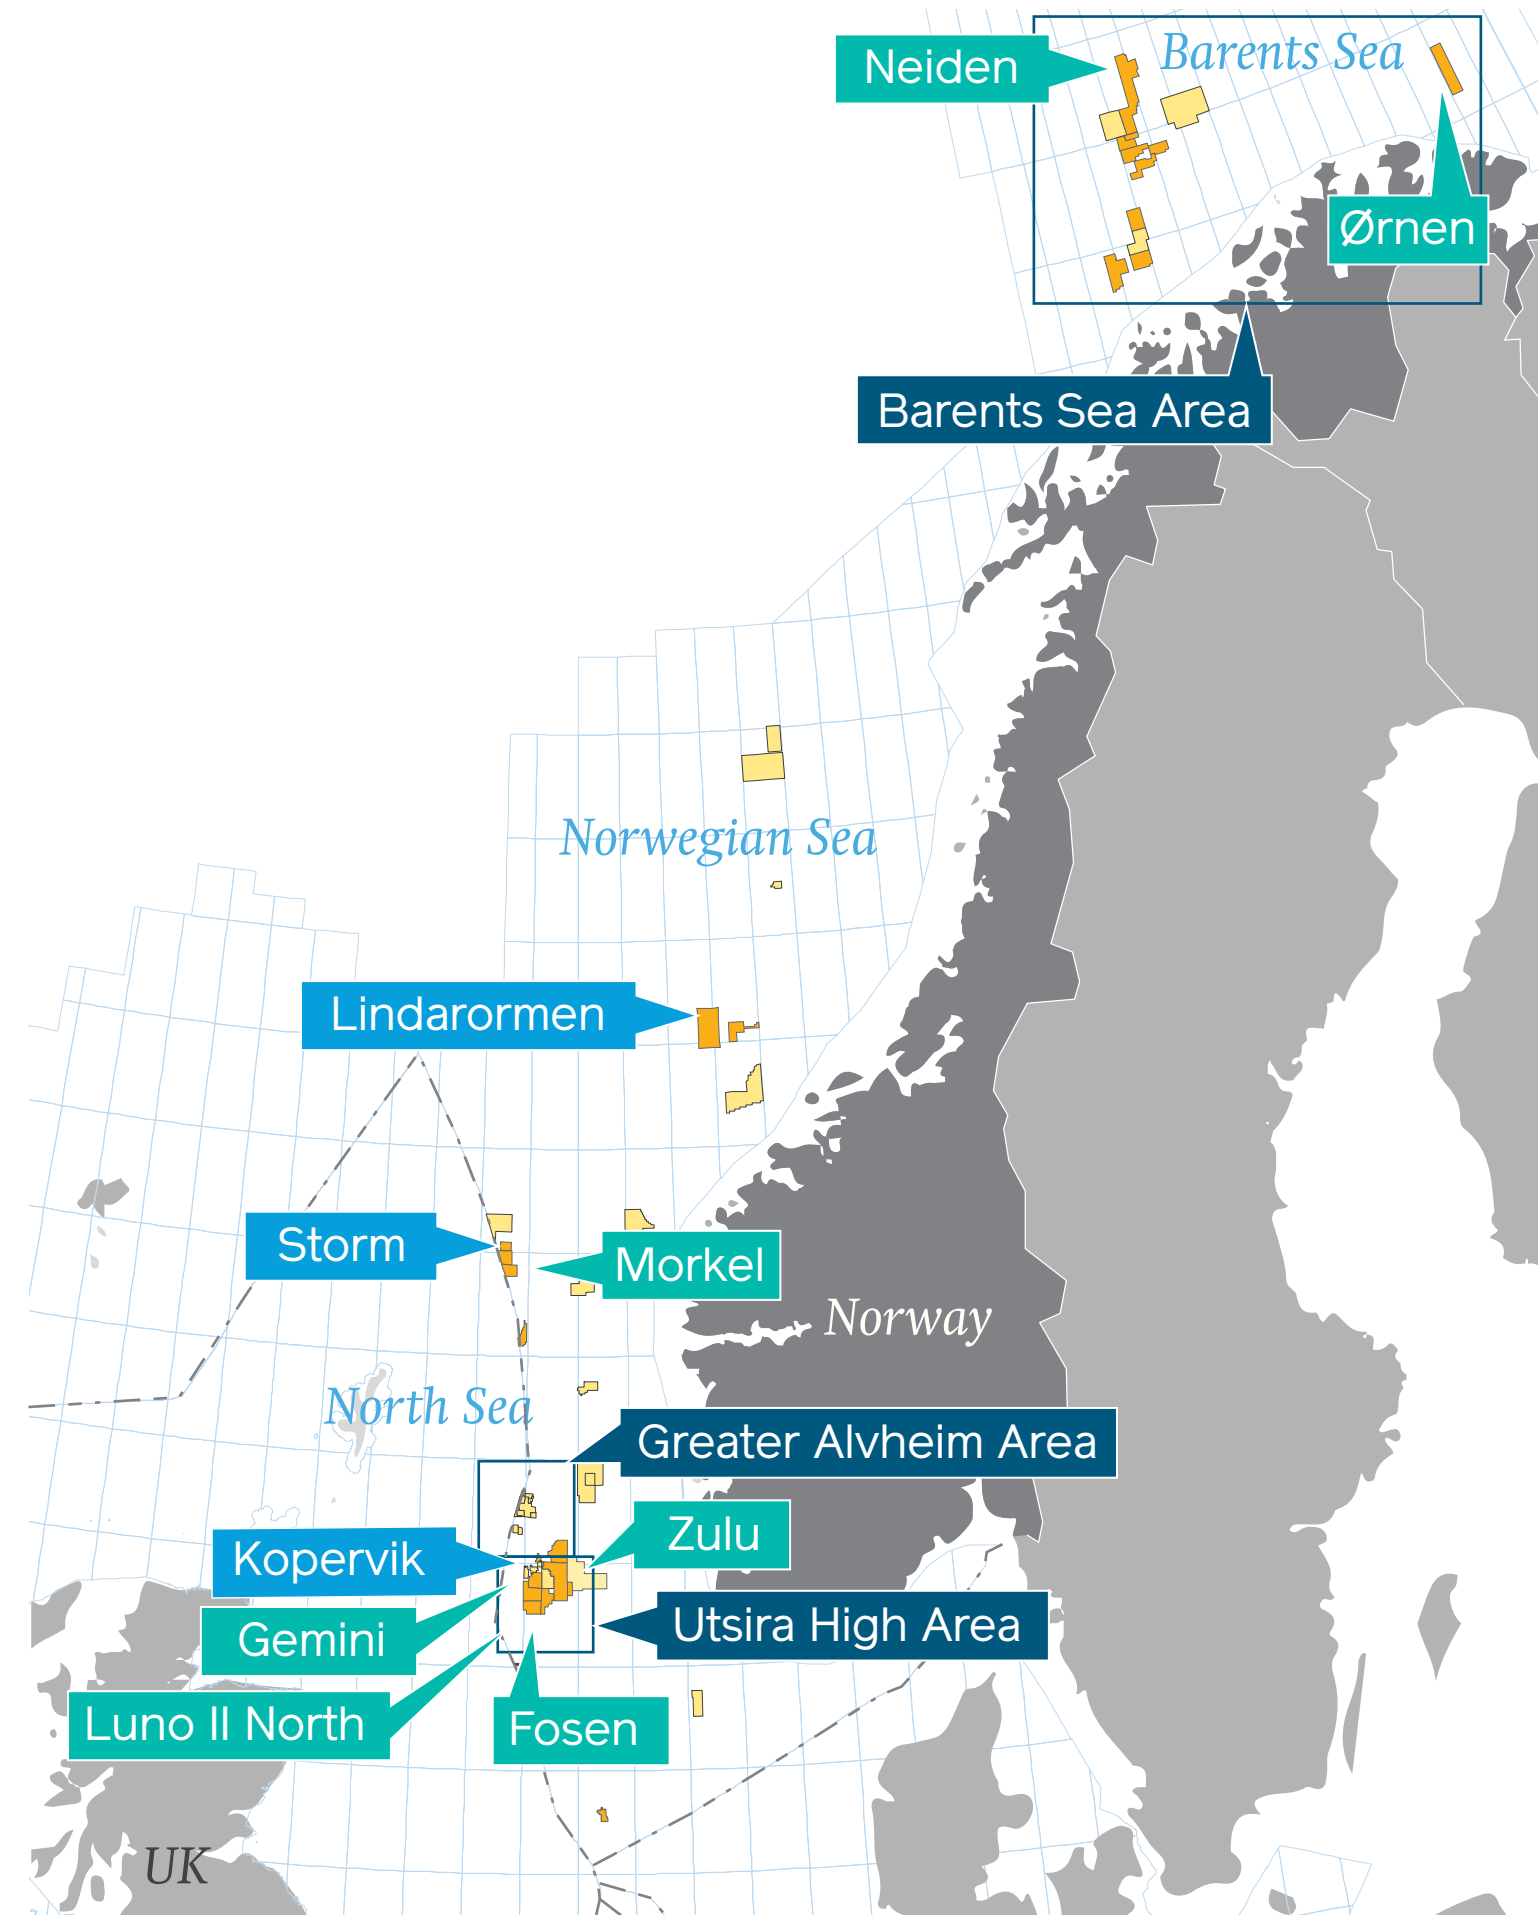 Barents Sea
Neiden
Ørnen
Barents Sea Area
Norwegian Sea
Lindarormen
Storm
Morkel
Norway
North Sea
Greater Alvheim Area
Zulu
Kopervik
Utsira High Area
Gemini
Luno II North
Fosen
UK